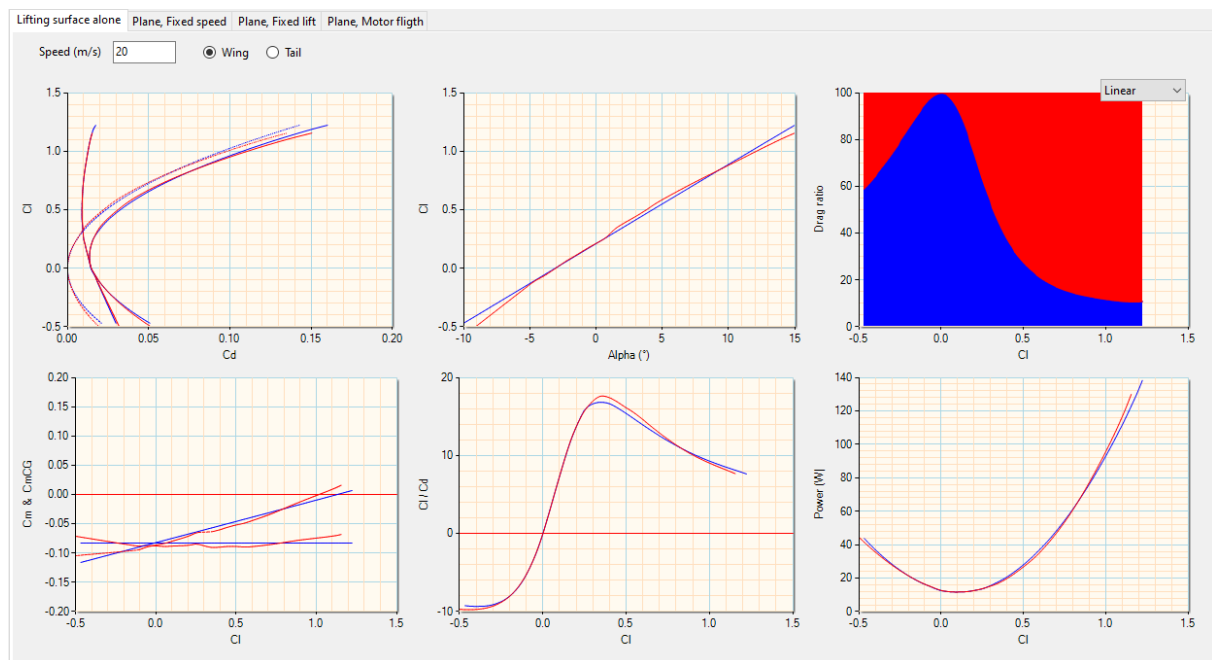 Lifting surface alone Plane, Fixed speed Plane, Fixed lift Plane, Motor fligth
Speed (m/s) 20 Wing Tail
1.5
1.0
0.5
0.0
-0.5
Cl
0.00 0.05 0.10 0.15 0.20
Cd
1.5
1.0
0.5
0.0
-0.5
Cl
-10 -5 0 5 10 15
Alpha (°)
Linear
100
80
60
40
20
0
Drag ratio
-0.5 0.0 0.5 1.0 1.5
Cl
0.20
0.15
0.10
0.05
0.00
-0.05
-0.10
-0.15
-0.20
Cm & CmCG
-0.5 0.0 0.5 1.0 1.5
Cl
20
10
0
-10
Cl / Cd
-0.5 0.0 0.5 1.0 1.5
Cl
140
120
100
80
60
40
20
0
Power (W)
-0.5 0.0 0.5 1.0 1.5
Cl